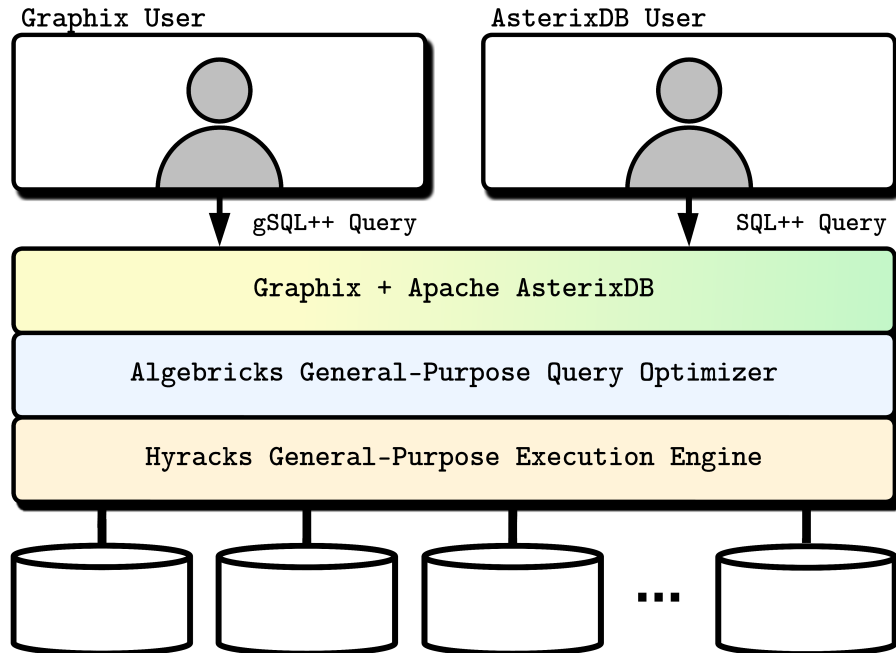 Graphix User
AsterixDB User
gSQL++ Query
SQL++ Query
Graphix + Apache AsterixDB
Algebricks General-Purpose Query Optimizer
Hyracks General-Purpose Execution Engine
...